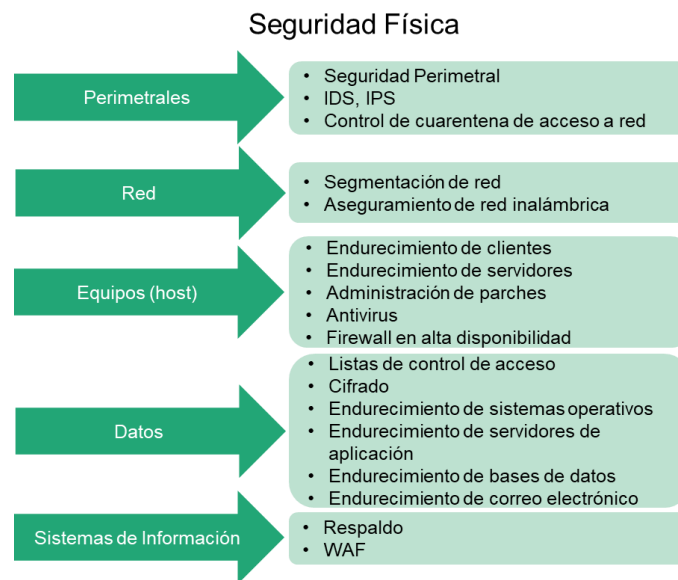 Seguridad Física
Perimetrales
• Seguridad Perimetral
• IDS, IPS
• Control de cuarentena de acceso a red
Red
• Segmentación de red
• Aseguramiento de red inalámbrica
Equipos (host)
• Endurecimiento de clientes
• Endurecimiento de servidores
• Administración de parches
• Antivirus
• Firewall en alta disponibilidad
Datos
• Listas de control de acceso
• Cifrado
• Endurecimiento de sistemas operativos
• Endurecimiento de servidores de
aplicación
• Endurecimiento de bases de datos
• Endurecimiento de correo electrónico
Sistemas de Información
• Respaldo
• WAF